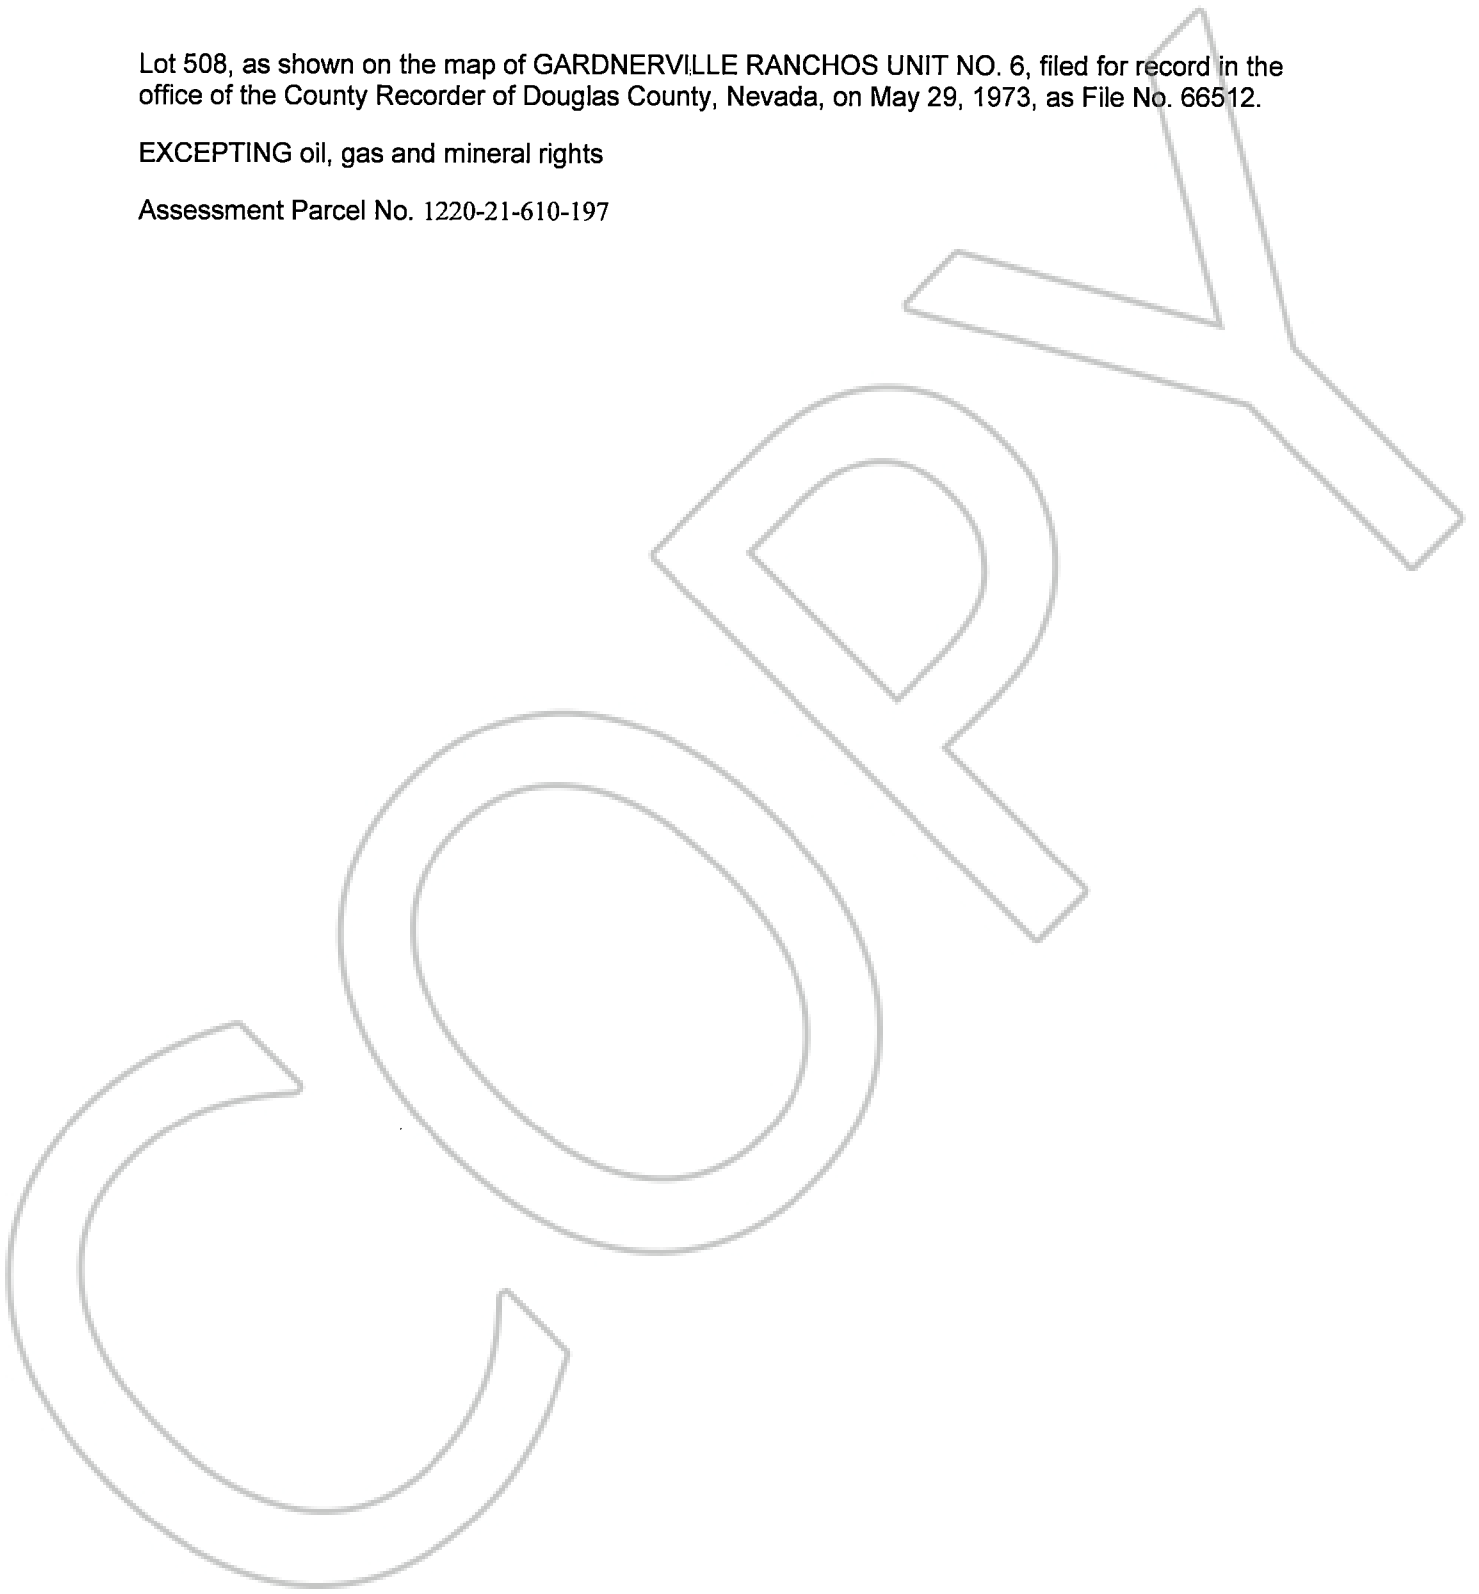 Lot 508, as shown on the map of GARDNERVILLE RANCHOS UNIT NO. 6, filed for record in the
office of the County Recorder of Douglas County, Nevada, on May 29, 1973, as File No. 66512.
EXCEPTING oil, gas and mineral rights
Assessment Parcel No. 1220-21-610-197
COPY